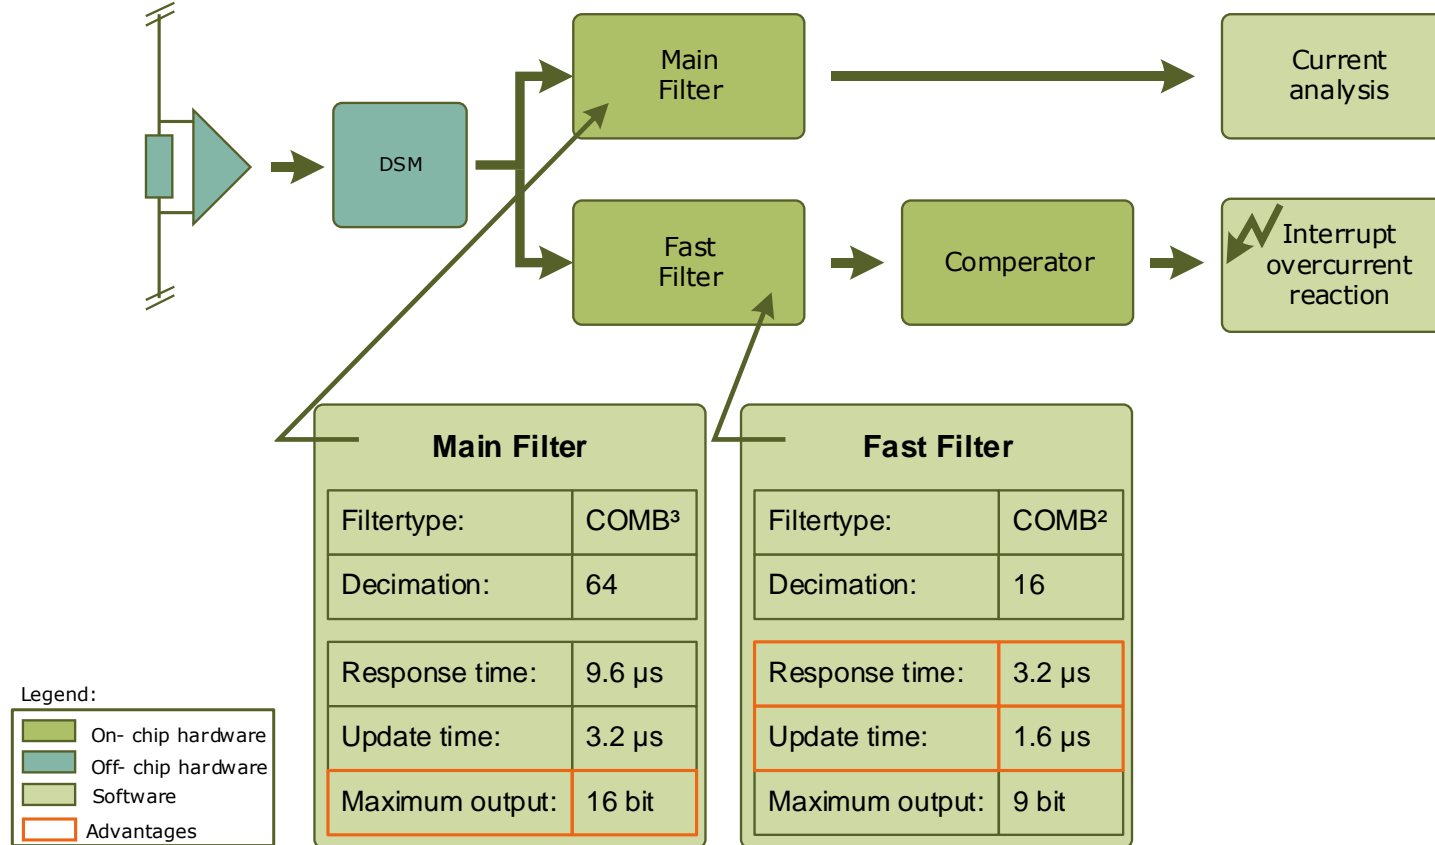 Main
Filter
Current
analysis
DSM
Fast
Filter
Comperator
Interrupt
overcurrent
reaction
Main Filter
Filtertype: COMB³
Decimation: 64
Response time: 9.6 µs
Update time: 3.2 µs
Maximum output: 16 bit
Fast Filter
Filtertype: COMB²
Decimation: 16
Response time: 3.2 µs
Update time: 1.6 µs
Maximum output: 9 bit
Legend:
On- chip hardware
Off- chip hardware
Software
Advantages